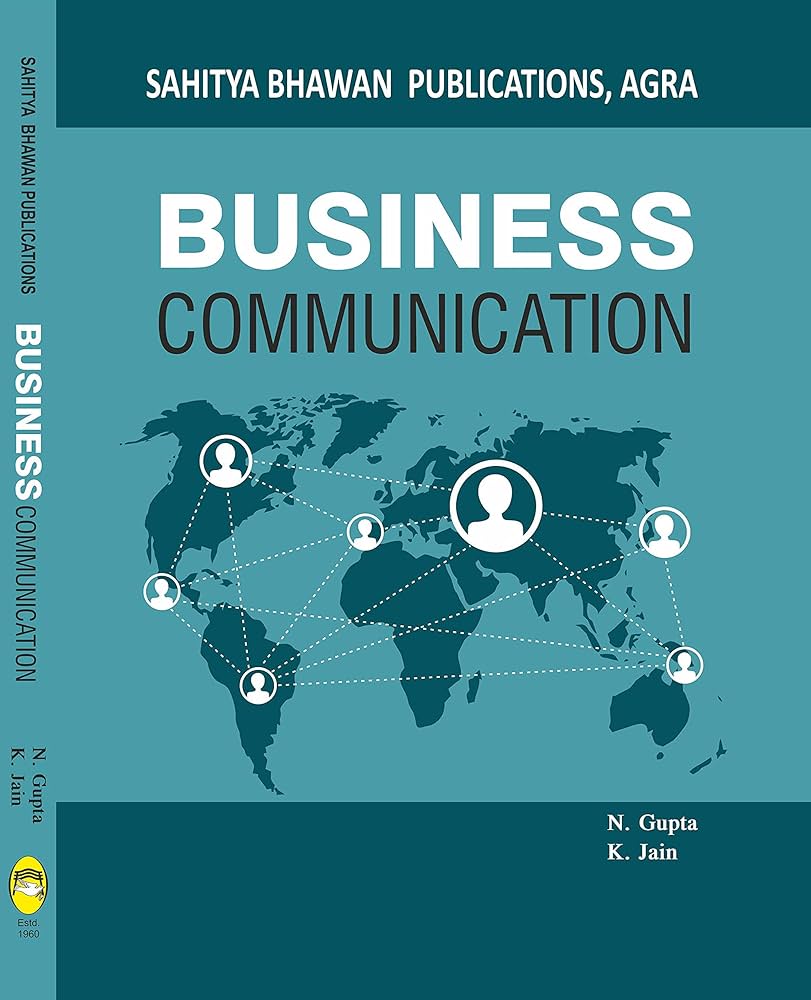 SAHITYA BHAWAN PUBLICATIONS, AGRA
BUSINESS
COMMUNICATION
N. Gupta
K. Jain
SAHITYA BHAWAN PUBLICATIONS
BUSINESS COMMUNICATION
N. Gupta
K. Jain
Estd.
1960